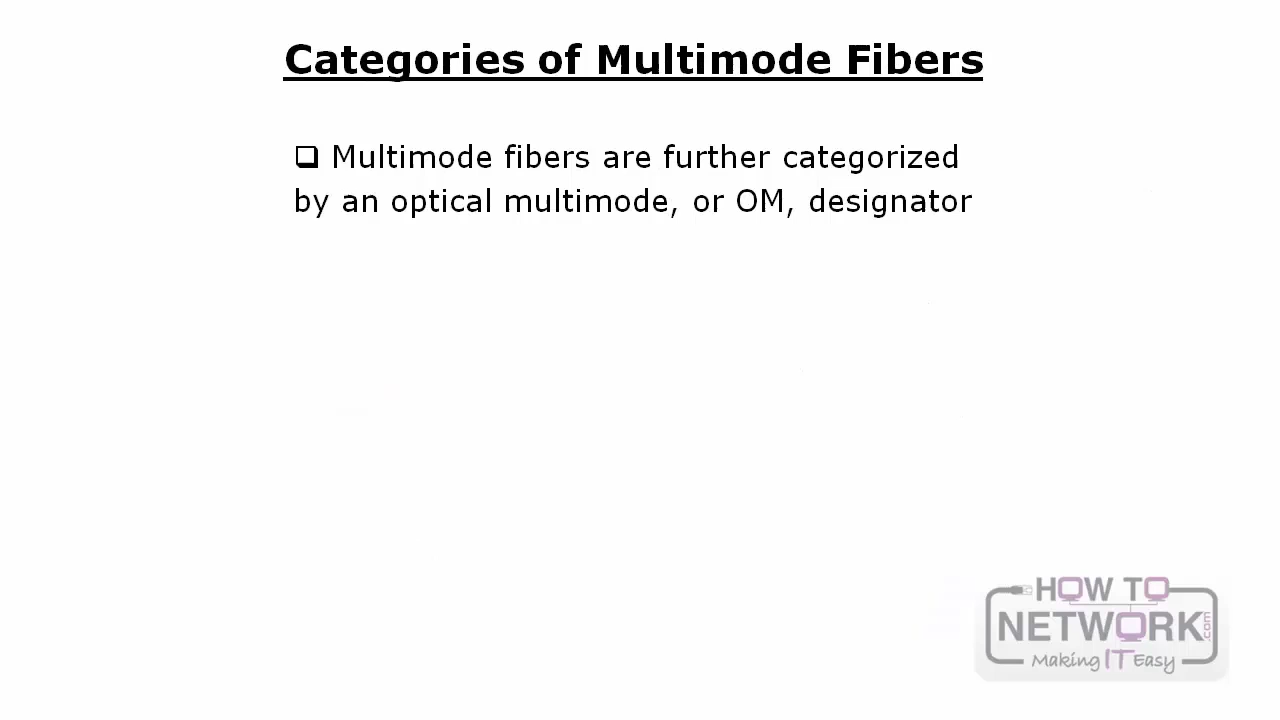 Categories of Multimode Fibers
❑ Multimode fibers are further categorized
by an optical multimode, or OM, designator
HOW TO
NETWORK.com
Making IT Easy